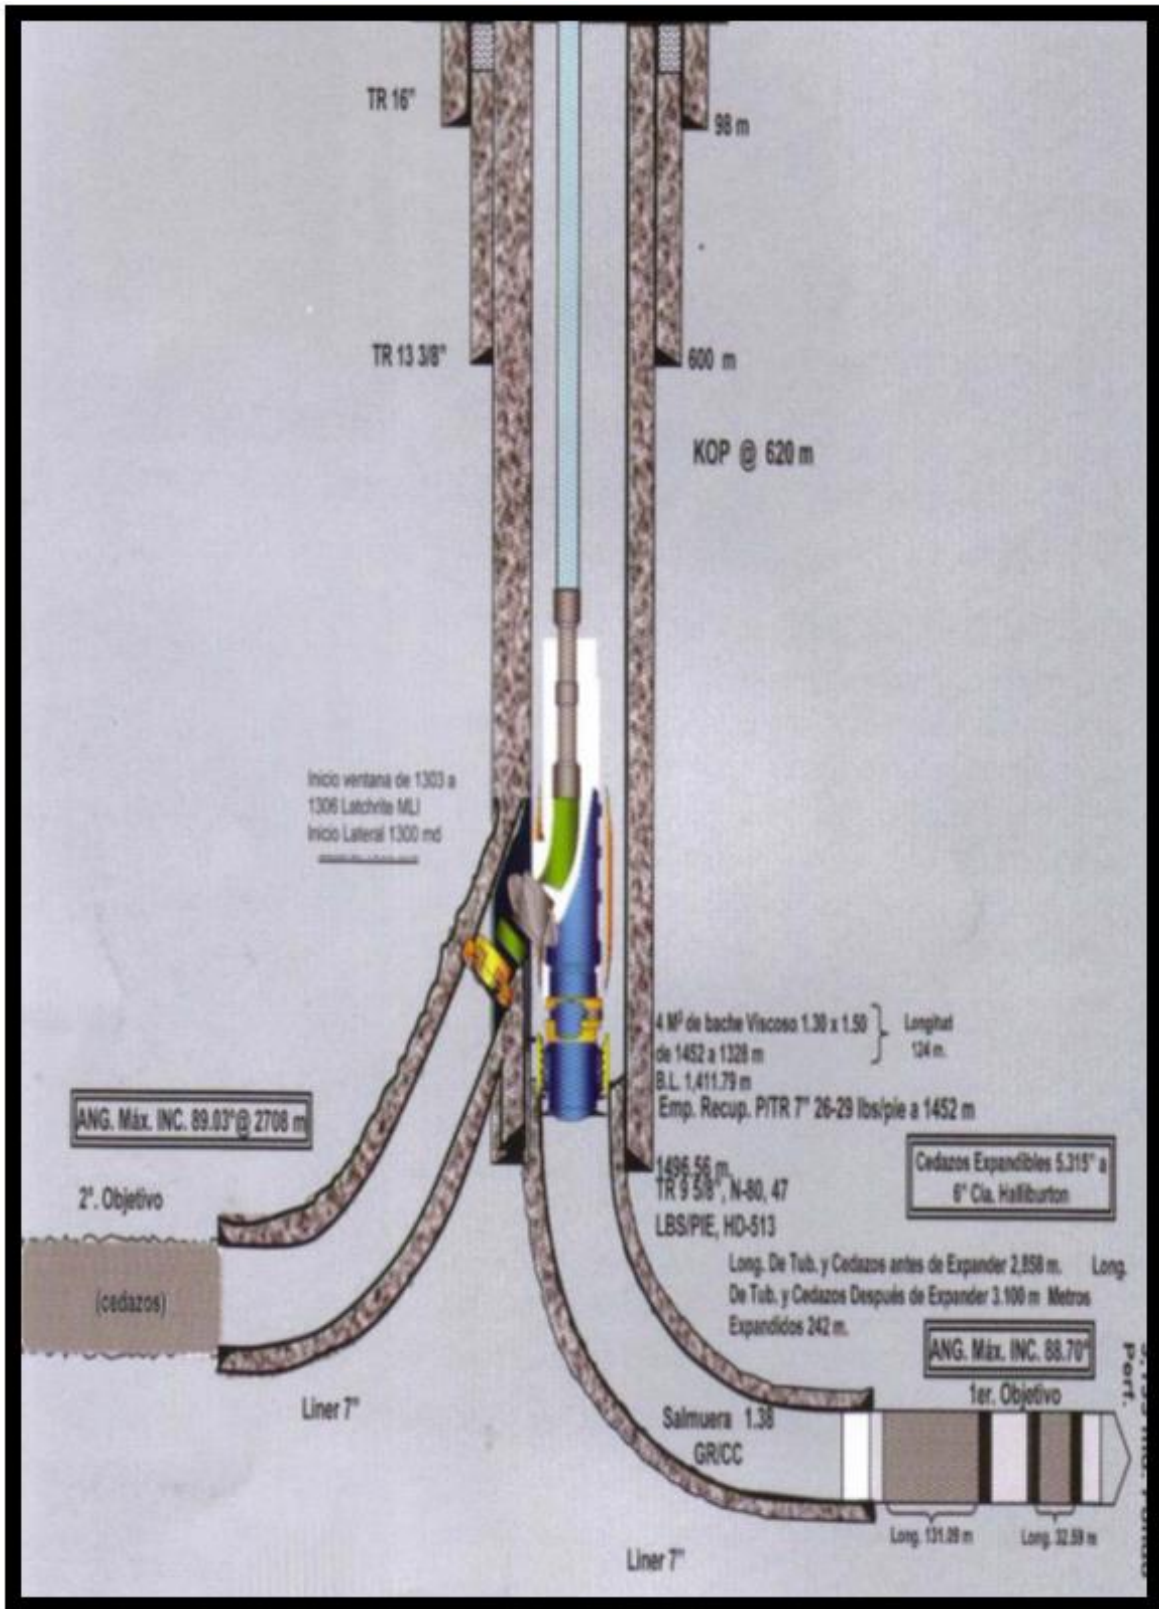 TR 16"
98 m
TR 13 3/8"
600 m
KOP @ 620 m
Inicio ventana de 1303 a
1306 Latchrite MLI
Inicio Lateral 1300 md
4 M³ de bache Viscoso 1.30 x 1.50
de 1452 a 1328 m
Longitut
124 m.
B.L. 1,411.79 m
Emp. Recup. P/TR 7" 26-29 lbs/pie a 1452 m
ANG. Máx. INC. 89.03°@ 2708 m
1496.56 m.
TR 9 5/8", N-80, 47
LBS/PIE, HD-513
Cedazos Expandibles 5.315" a
6" Cia. Halliburton
2°. Objetivo
(cedazos)
Long. De Tub. y Cedazos antes de Expander 2,858 m. Long.
De Tub. y Cedazos Después de Expander 3.100 m Metros
Expandidos 242 m.
ANG. Máx. INC. 88.70°
1er. Objetivo
Perf.
Liner 7"
Salmuera 1.38
GR/CC
Long. 131.09 m
Long. 32.59 m
Liner 7"